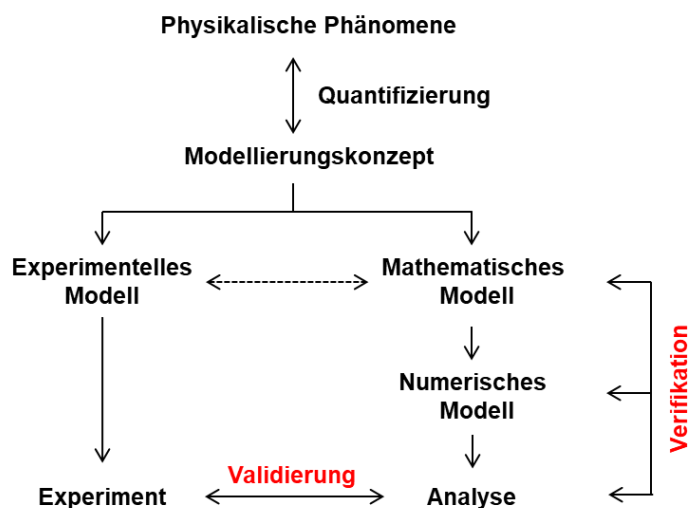 Physikalische Phänomene
Quantifizierung
Modellierungskonzept
Experimentelles
Modell
Mathematisches
Modell
Numerisches
Modell
Verifikation
Validierung
Experiment
Analyse